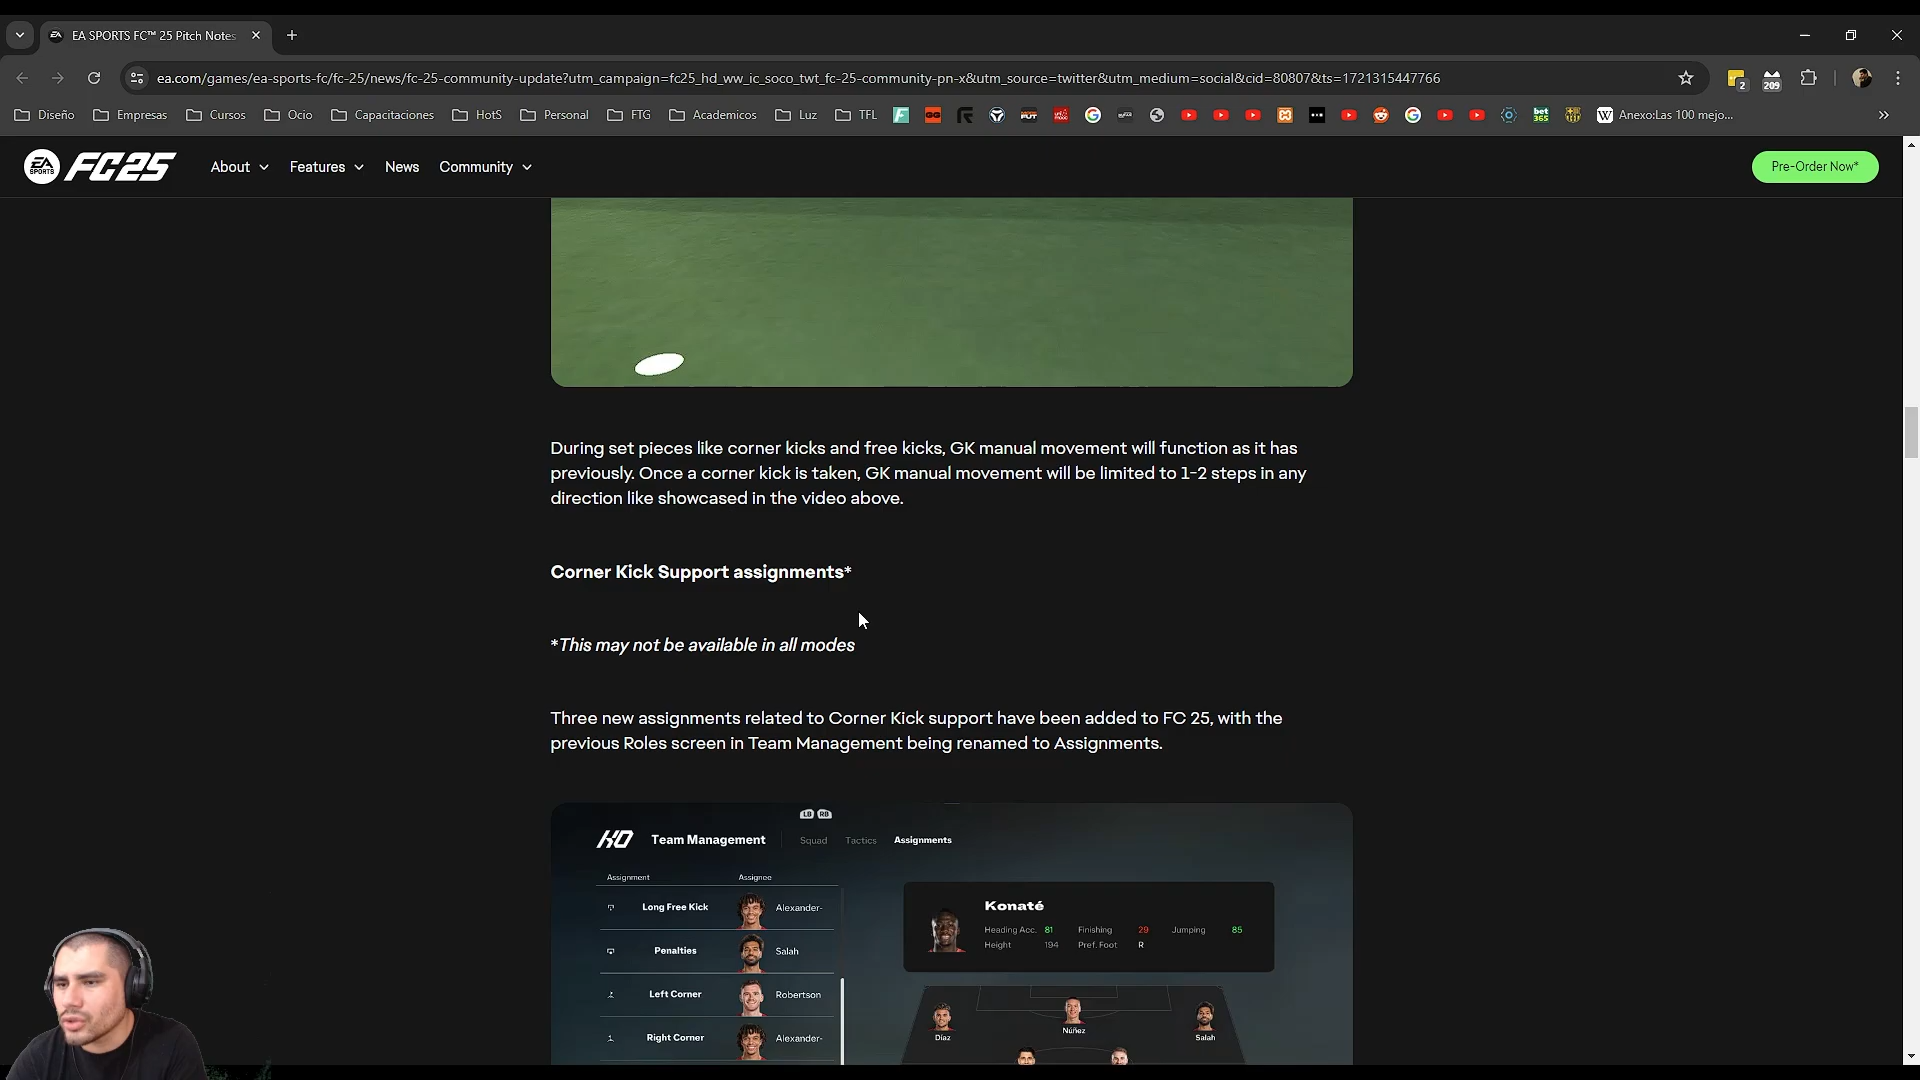 EA SPORTS FC™ 25 Pitch Notes
ea.com/games/ea-sports-fc/fc-25/news/fc-25-community-update?utm_campaign=fc25_hd_ww_ic_soco_twt_fc-25-community-pn-x&utm_source=twitter&utm_medium=social&cid=80807&ts=1721315447766
2
209
Diseño
Empresas
Cursos
Ocio
Capacitaciones
HotS
Personal
FTG
Academicos
Luz
TFL
Anexo:Las 100 mejo...
EA SPORTS FC25
About
Features
News
Community
Pre-Order Now*
During set pieces like corner kicks and free kicks, GK manual movement will function as it has
previously. Once a corner kick is taken, GK manual movement will be limited to 1-2 steps in any
direction like showcased in the video above.
Corner Kick Support assignments*
*This may not be available in all modes
Three new assignments related to Corner Kick support have been added to FC 25, with the
previous Roles screen in Team Management being renamed to Assignments.
LB RB
KO Team Management Squad Tactics Assignments
Assignment Assignee
Long Free Kick Alexander-
Penalties Salah
Left Corner Robertson
Right Corner Alexander-
Konaté
Heading Acc. 81 Finishing 29 Jumping 85
Height 194 Pref. Foot R
Díaz
Núñez
Salah